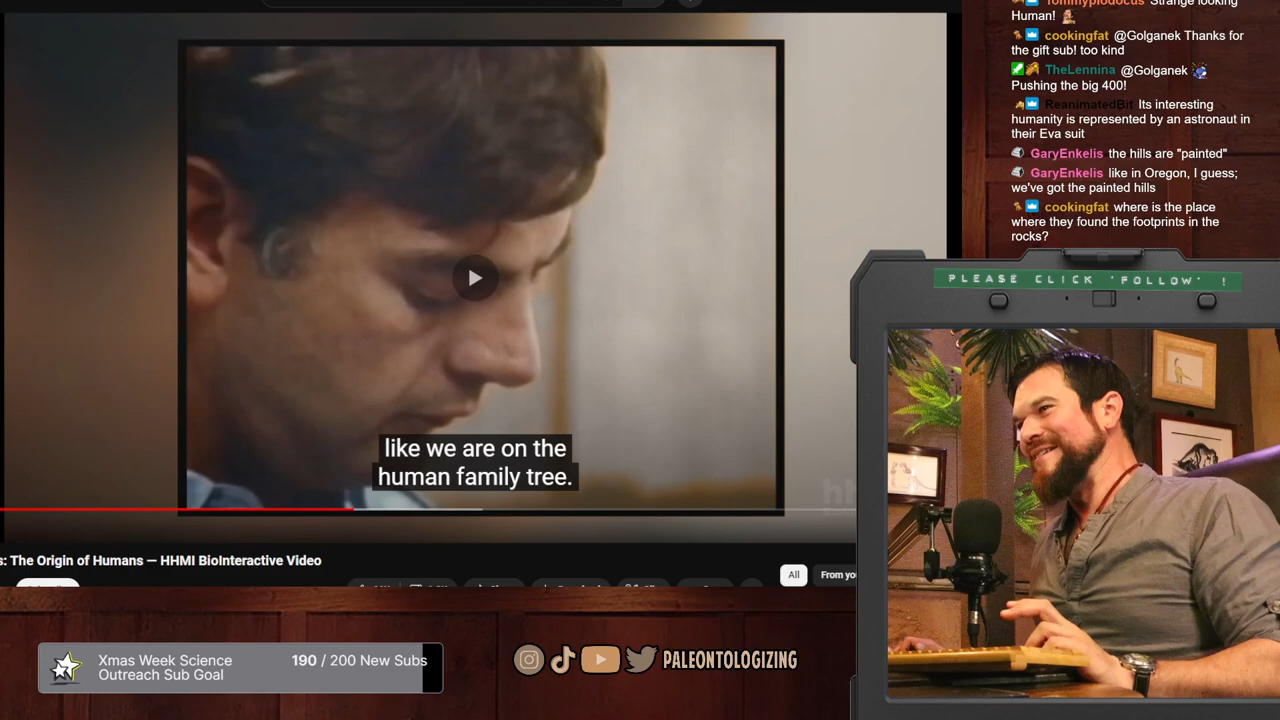 Tommypiodocus Strange looking
Human!
cookingfat @Golganek Thanks for
the gift sub! too kind
TheLennina @Golganek
Pushing the big 400!
ReanimatedBit Its interesting
humanity is represented by an astronaut in
their Eva suit
GaryEnkelis the hills are "painted"
GaryEnkelis like in Oregon, I guess;
we've got the painted hills
cookingfat where is the place
where they found the footprints in the
rocks?
PLEASE CLICK 'FOLLOW' !
like we are on the
human family tree.
s: The Origin of Humans — HHMI BioInteractive Video
All
From yo
Xmas Week Science
Outreach Sub Goal
190 / 200 New Subs
PALEONTOLOGIZING